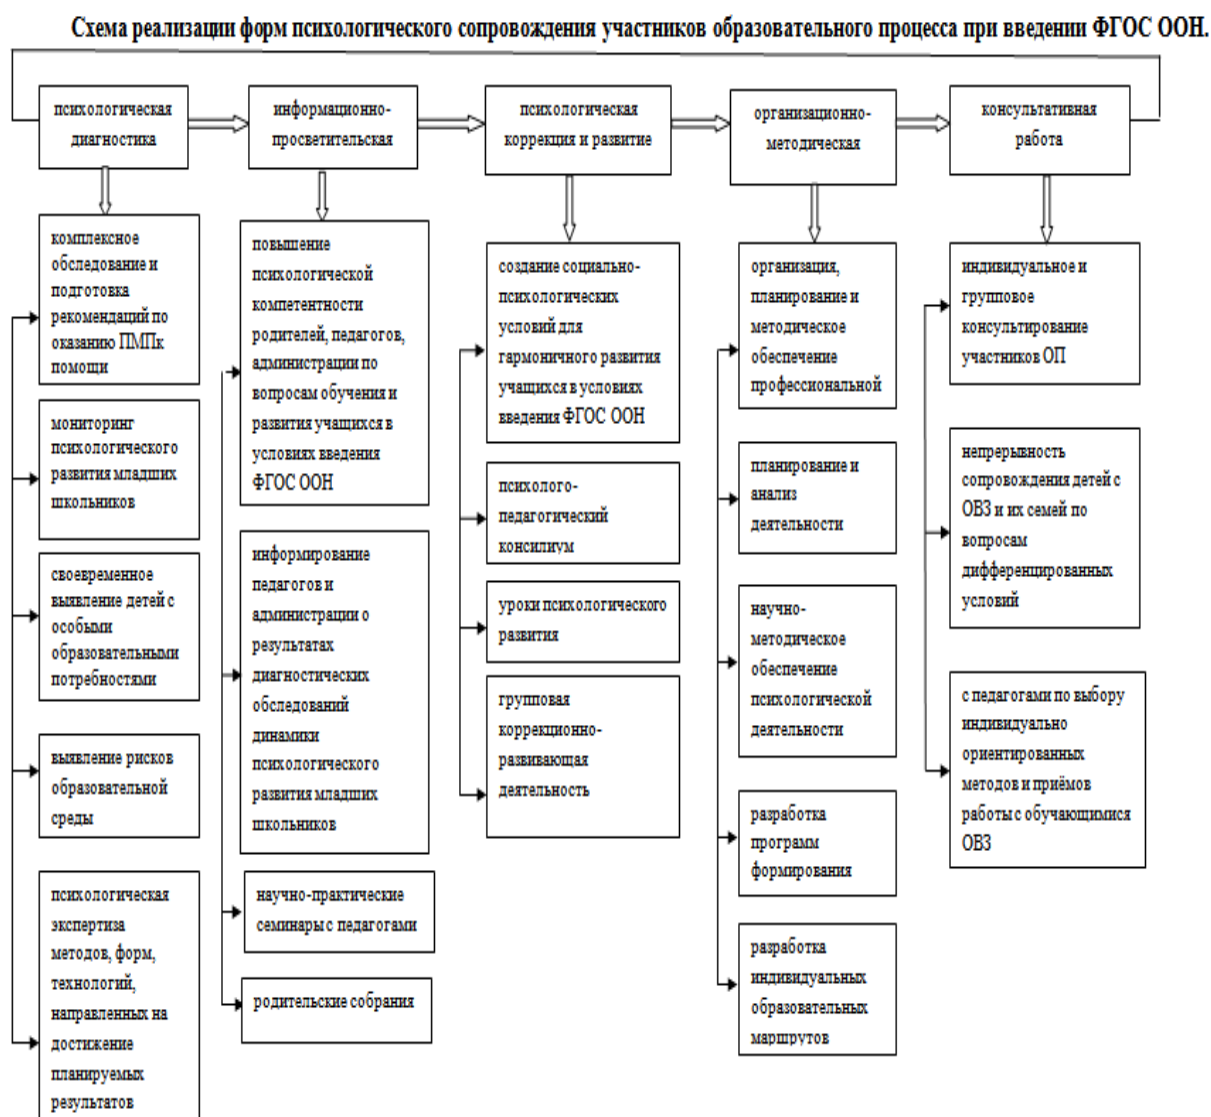 Схема реализации форм психологического сопровождения участников образовательного процесса при введении ФГОС ООН.
психологическая
диагностика
информационно-
просветительская
психологическая
коррекция и развитие
организационно-
методическая
консультативная
работа
комплексное
обследование и
подготовка
рекомендаций по
оказанию ПМПк
помощи
мониторинг
психологического
развития младших
школьников
своевременное
выявление детей с
особыми
образовательными
потребностями
выявление рисков
образовательной
среды
психологическая
экспертиза
методов, форм,
технологий,
направленных на
достижение
планируемых
результатов
повышение
психологической
компетентности
родителей, педагогов,
администрации по
вопросам обучения и
развития учащихся в
условиях введения
ФГОС ООН
информирование
педагогов и
администрации о
результатах
диагностических
обследований
динамики
психологического
развития младших
школьников
научно-практические
семинары с педагогами
родительские собрания
создание социально-
психологических
условий для
гармоничного развития
учащихся в условиях
введения ФГОС ООН
психолого-
педагогический
консилиум
уроки психологического
развития
групповая
коррекционно-
развивающая
деятельность
организация,
планирование и
методическое
обеспечение
профессиональной
планирование и
анализ
деятельности
научно-
методическое
обеспечение
психологической
деятельности
разработка
программ
формирования
разработка
индивидуальных
образовательных
маршрутов
индивидуальное и
групповое
консультирование
участников ОП
непрерывность
сопровождения детей с
ОВЗ и их семей по
вопросам
дифференцированных
условий
с педагогами по выбору
индивидуально
ориентированных
методов и приёмов
работы с обучающимися
ОВЗ